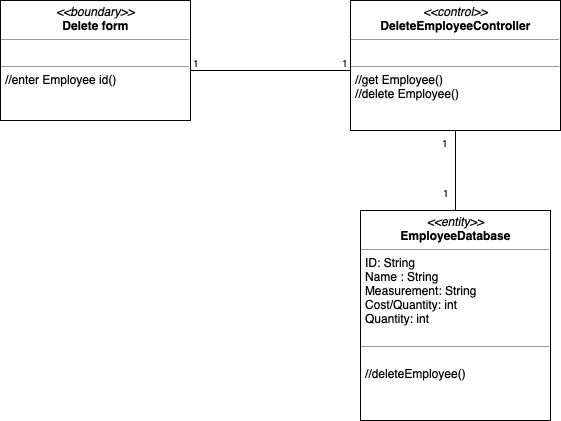 <<boundary>>
Delete form
//enter Employee id()
1
1
<<control>>
DeleteEmployeeController
//get Employee()
//delete Employee()
1
1
<<entity>>
EmployeeDatabase
ID: String
Name : String
Measurement: String
Cost/Quantity: int
Quantity: int
//deleteEmployee()